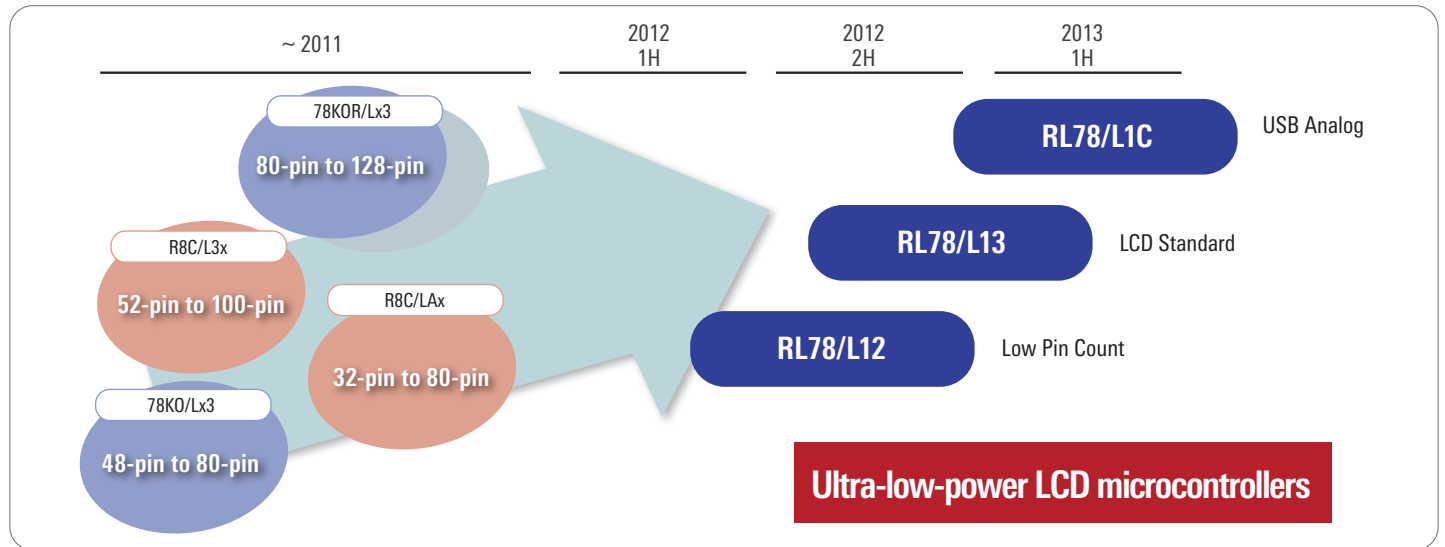 ~ 2011
2012
1H
2012
2H
2013
1H
78KOR/Lx3
80-pin to 128-pin
RL78/L1C
USB Analog
R8C/L3x
52-pin to 100-pin
RL78/L13
LCD Standard
R8C/LAx
32-pin to 80-pin
RL78/L12
Low Pin Count
78KO/Lx3
48-pin to 80-pin
Ultra-low-power LCD microcontrollers